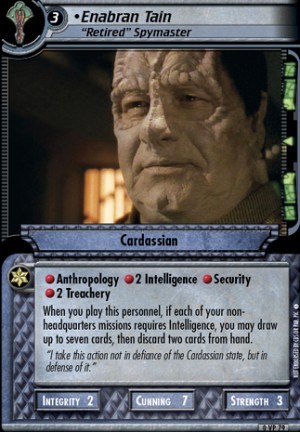 3
•Enabran Tain
"Retired" Spymaster
Cardassian
•Anthropology •2 Intelligence •Security
•2 Treachery
When you play this personnel, if each of your non-
headquarters missions requires Intelligence, you may draw
up to seven cards, then discard two cards from hand.
"I take this action not in defiance of the Cardassian state, but in
defense of it."
Integrity 2
Cunning 7
Strength 3